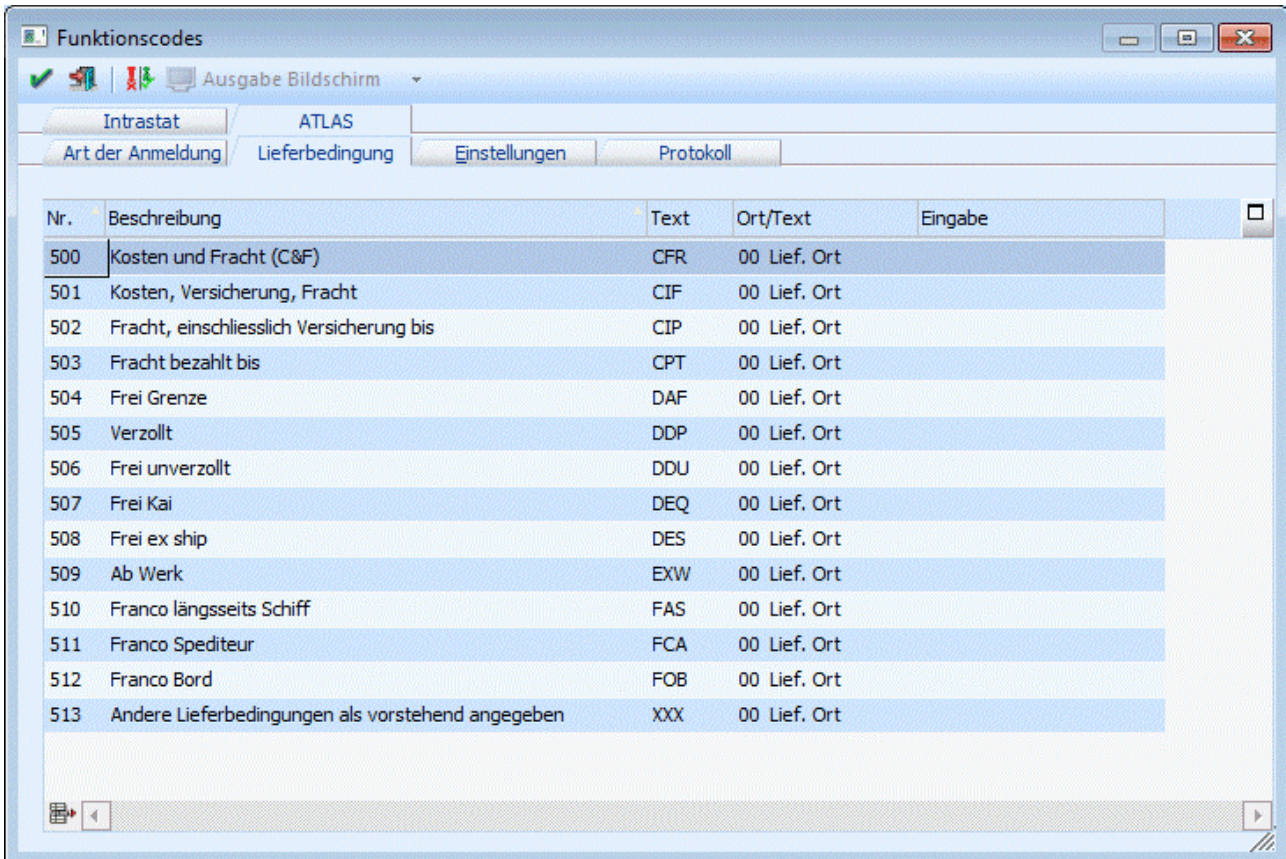 Funktionscodes
Ausgabe Bildschirm
Intrastat ATLAS
Art der Anmeldung Lieferbedingung Einstellungen Protokoll
Nr. Beschreibung Text Ort/Text Eingabe
500 Kosten und Fracht (C&F) CFR 00 Lief. Ort
501 Kosten, Versicherung, Fracht CIF 00 Lief. Ort
502 Fracht, einschliesslich Versicherung bis CIP 00 Lief. Ort
503 Fracht bezahlt bis CPT 00 Lief. Ort
504 Frei Grenze DAF 00 Lief. Ort
505 Verzollt DDP 00 Lief. Ort
506 Frei unverzollt DDU 00 Lief. Ort
507 Frei Kai DEQ 00 Lief. Ort
508 Frei ex ship DES 00 Lief. Ort
509 Ab Werk EXW 00 Lief. Ort
510 Franco längsseits Schiff FAS 00 Lief. Ort
511 Franco Spediteur FCA 00 Lief. Ort
512 Franco Bord FOB 00 Lief. Ort
513 Andere Lieferbedingungen als vorstehend angegeben XXX 00 Lief. Ort